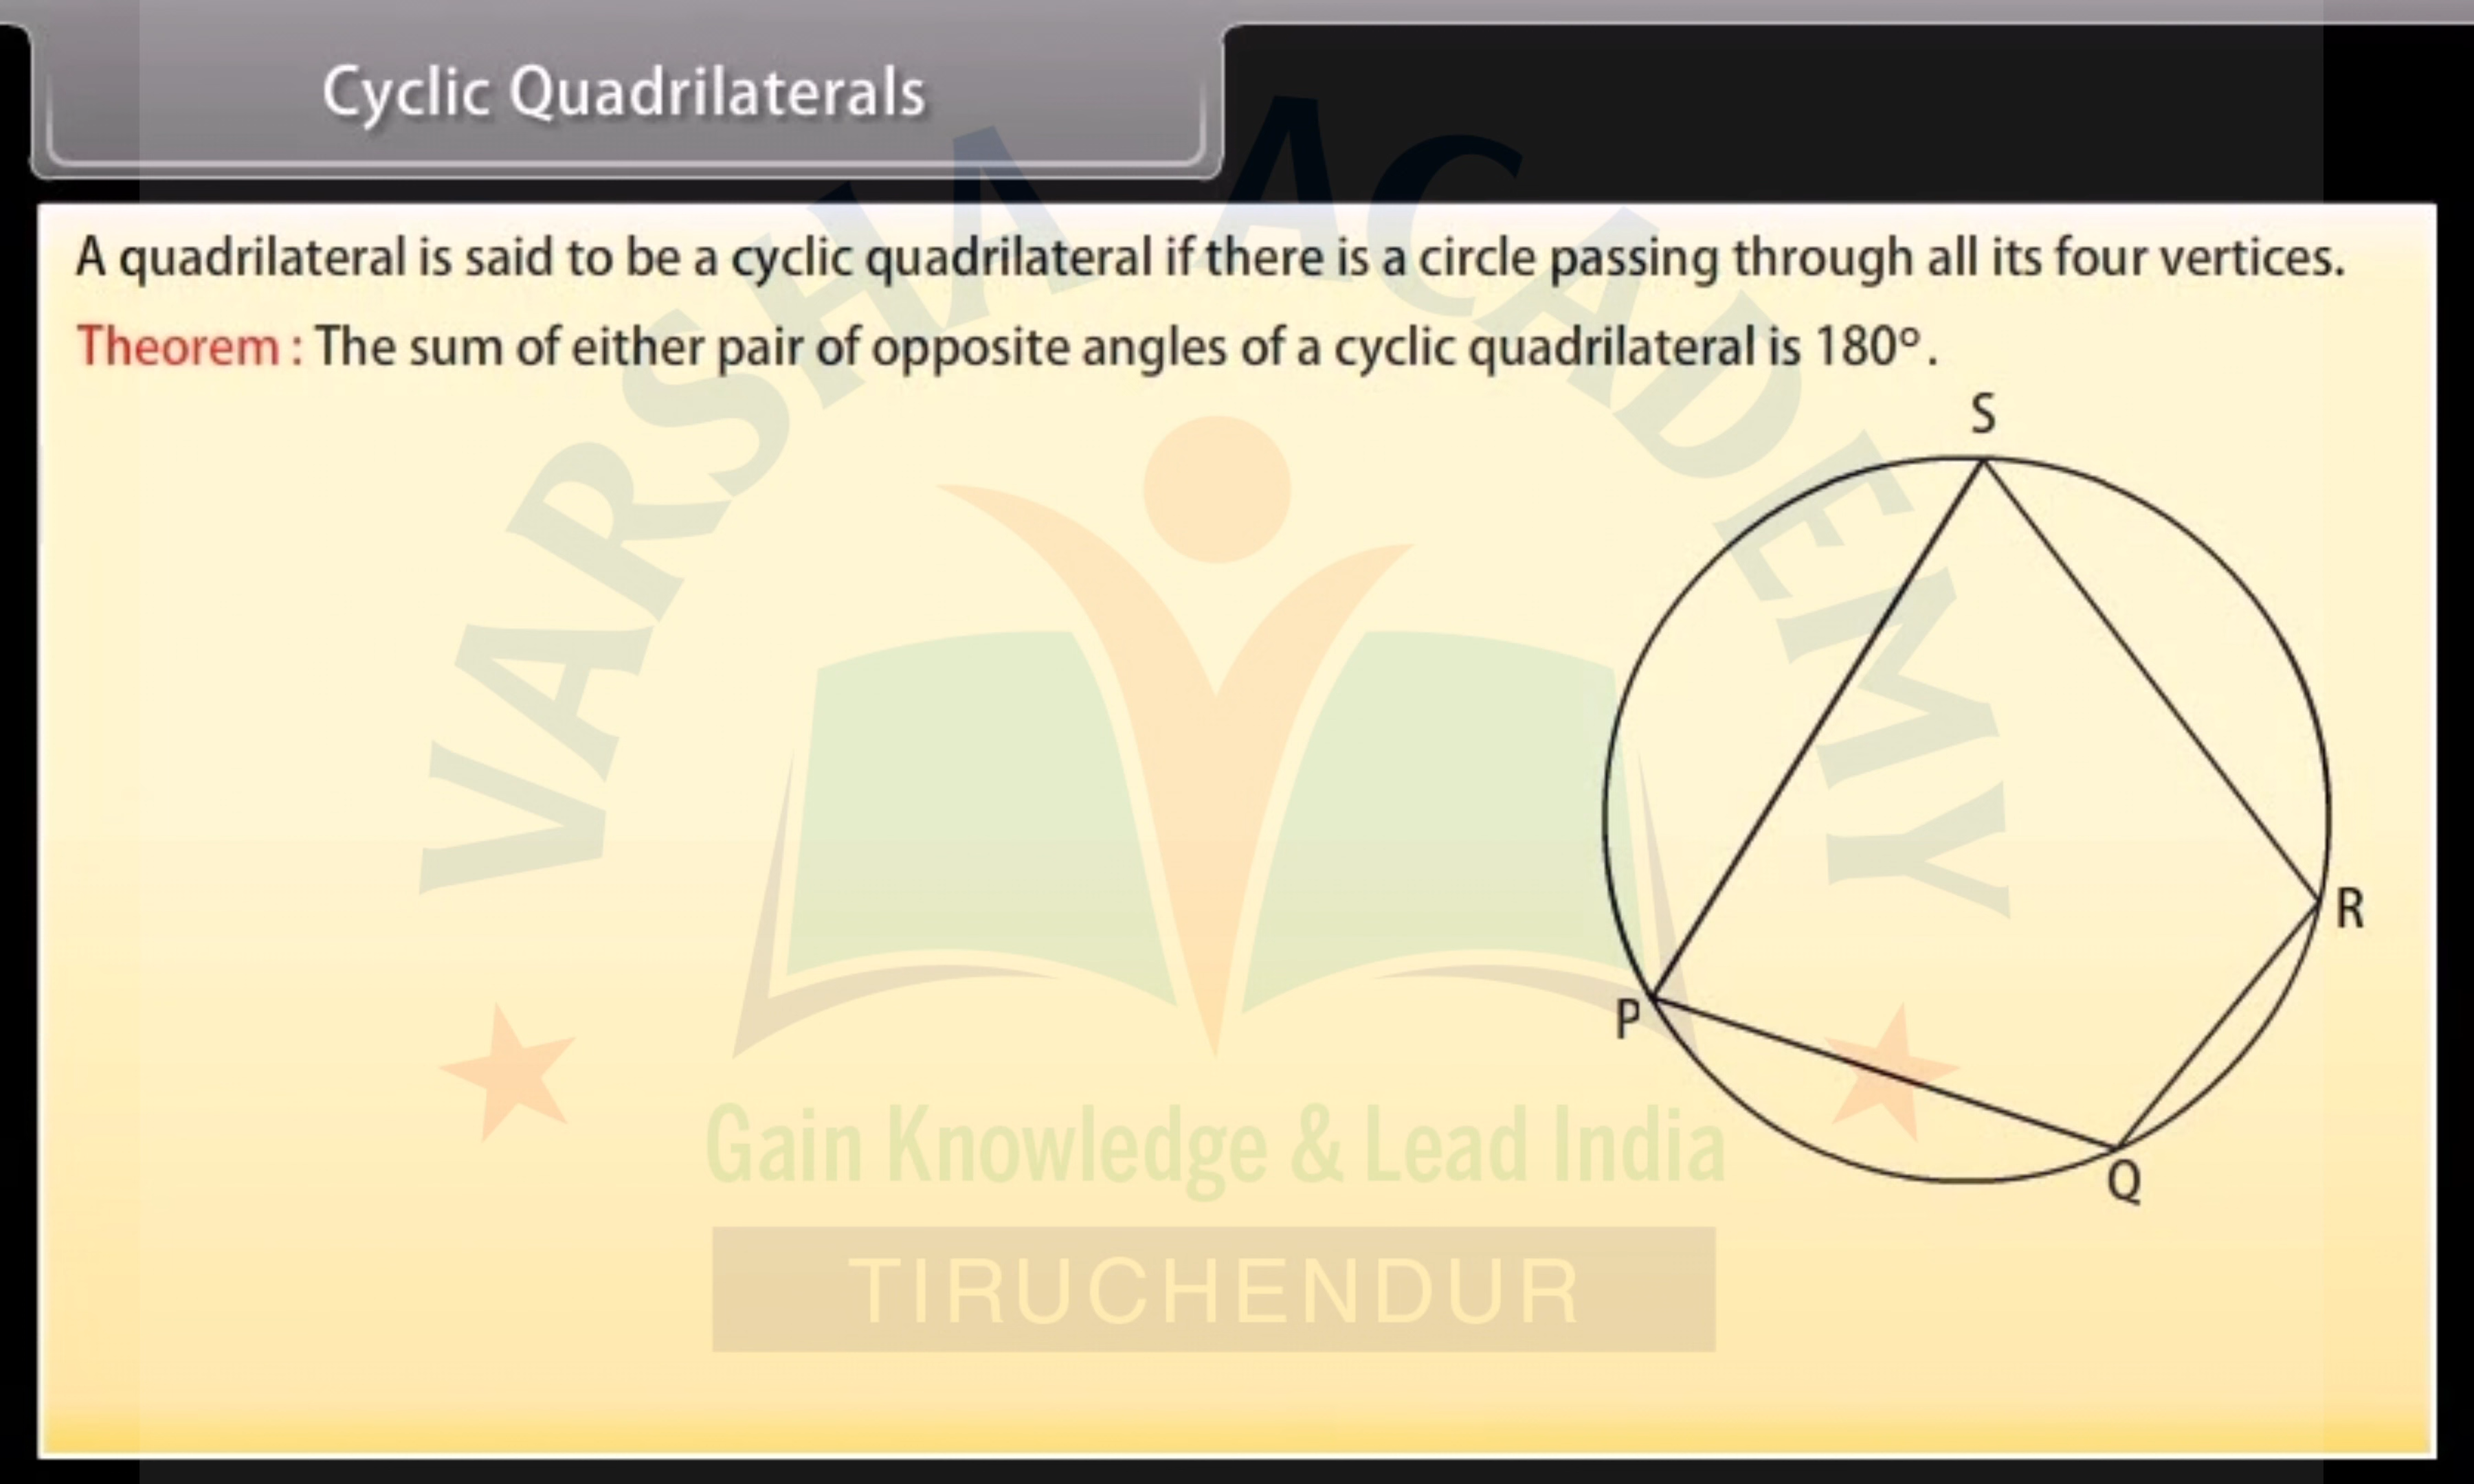 Cyclic Quadrilaterals
VARSHA ACADEMY
A quadrilateral is said to be a cyclic quadrilateral if there is a circle passing through all its four vertices.
Theorem : The sum of either pair of opposite angles of a cyclic quadrilateral is 180º.
S
R
P
Q
Gain Knowledge & Lead India
TIRUCHENDUR